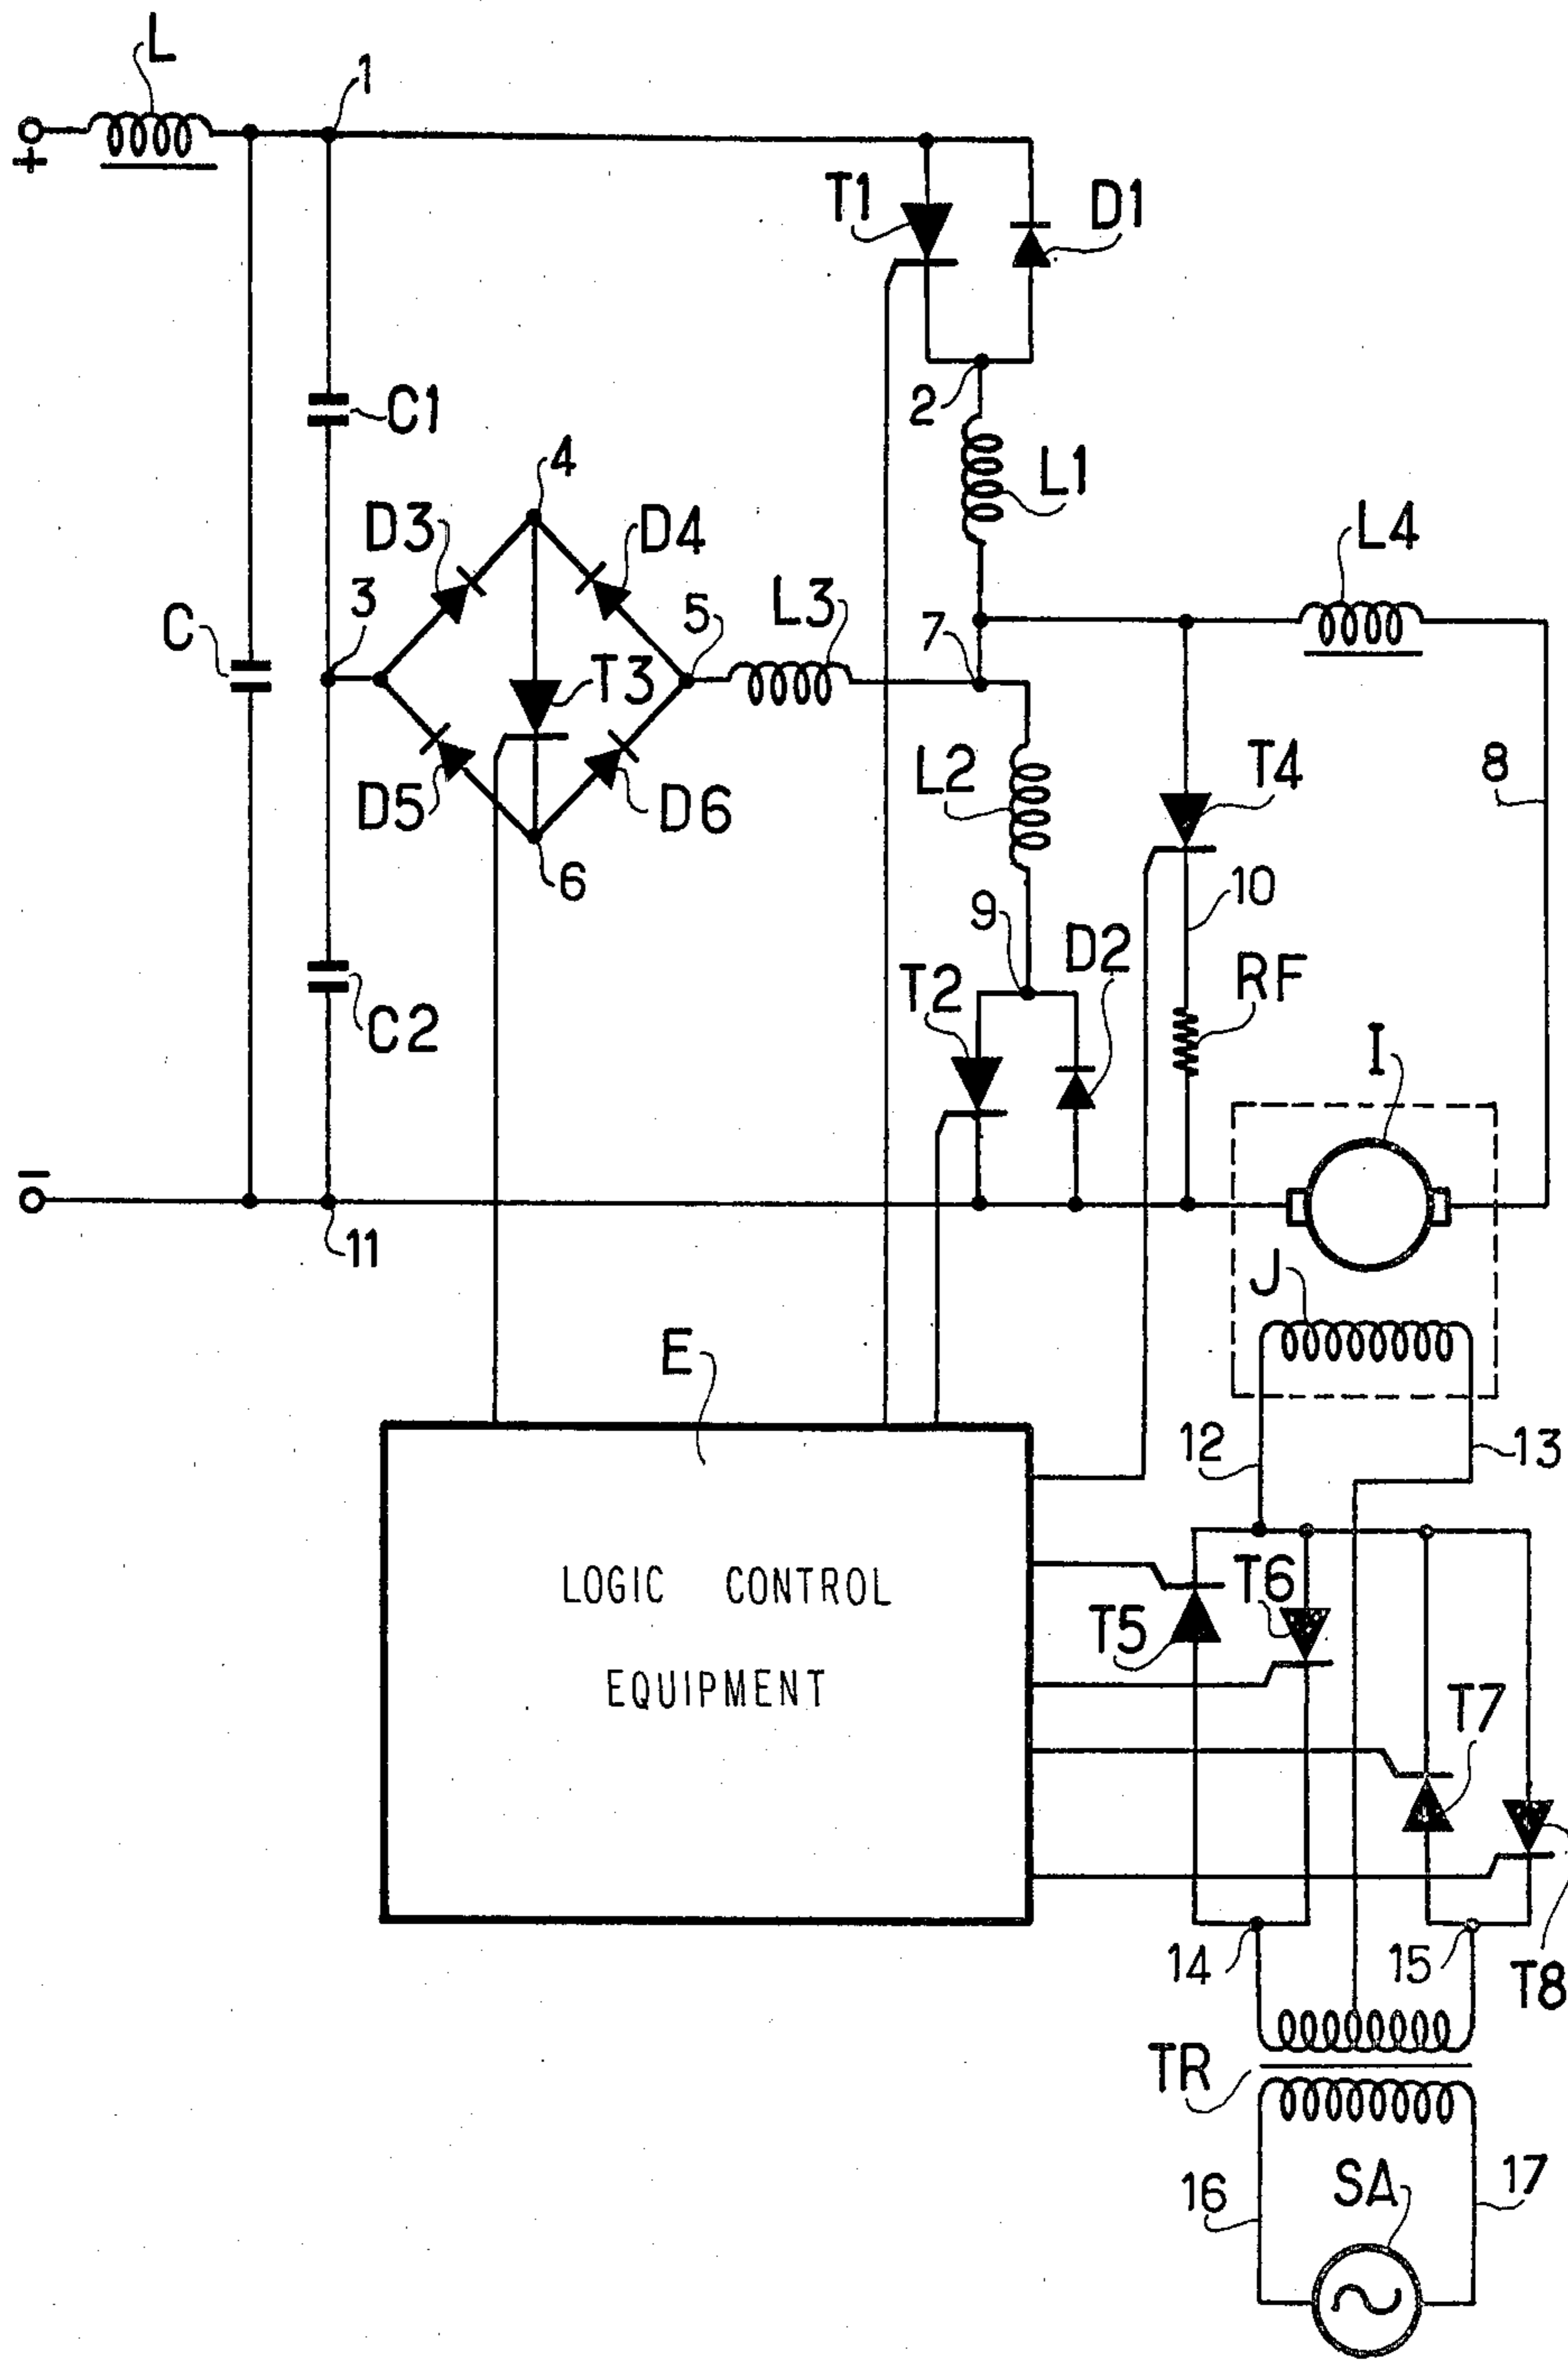 L
1
+
T1
D1
C1
2
4
L1
D3
D4
L4
3
5
L3
7
C
T3
L2
T4
8
D5
D6
6
10
9
D2
T2
RF
C2
I
−
11
J
E
12
13
LOGIC CONTROL
EQUIPMENT
T6
T5
T7
14
15
T8
TR
16
SA
17